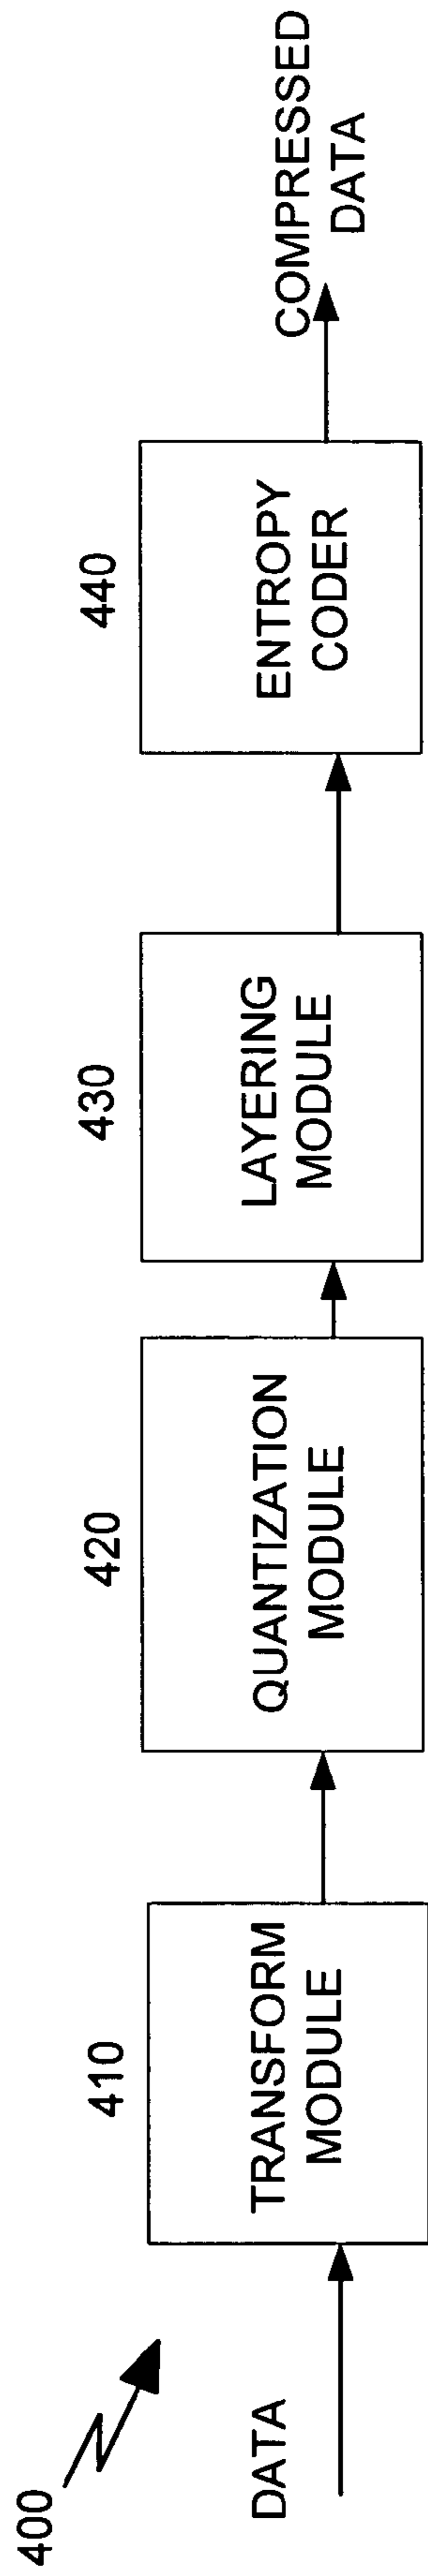 400
DATA
410
TRANSFORM
MODULE
420
QUANTIZATION
MODULE
430
LAYERING
MODULE
440
ENTROPY
CODER
COMPRESSED
DATA